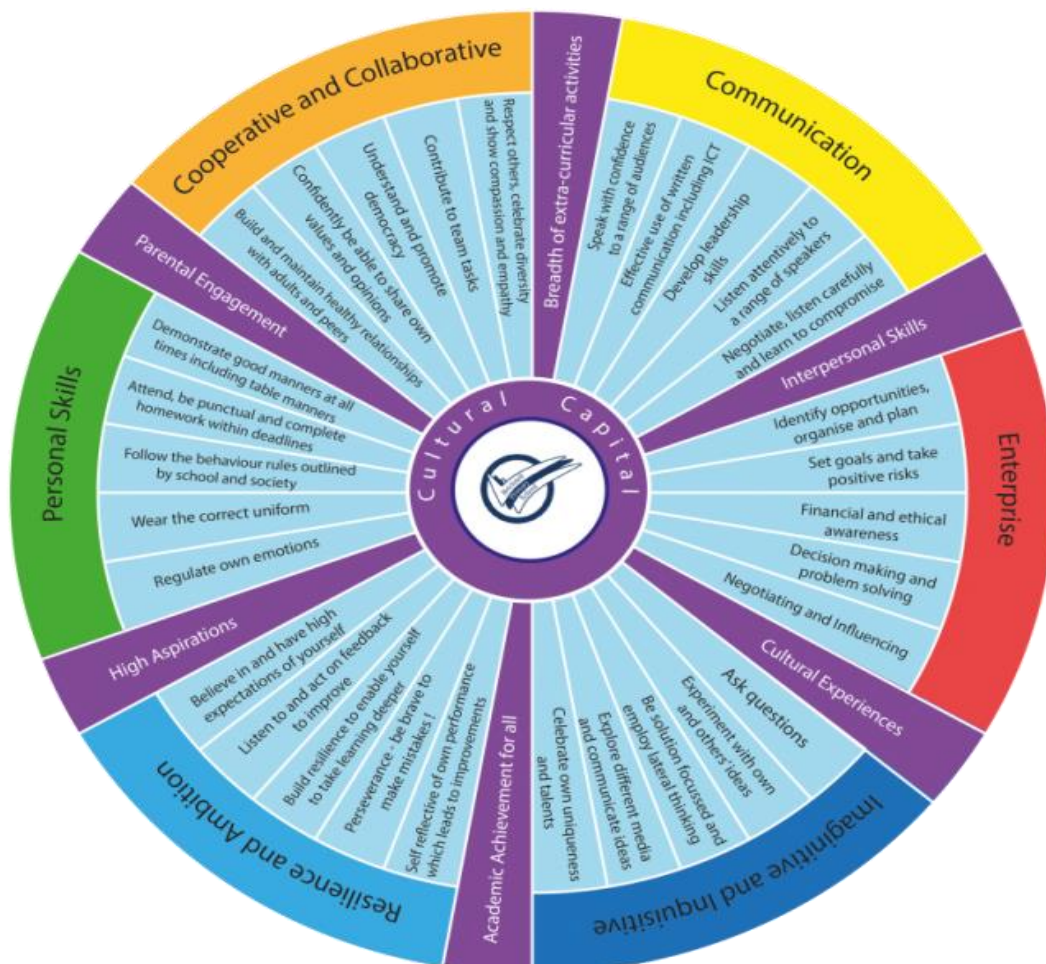 Cultural Capital
Breadth of extra-curricular activities
Communication
Speak with confidence
to a range of audiences
Effective use of written
communication including ICT
Develop leadership
skills
Listen attentively to
a range of speakers
Negotiate, listen carefully
and learn to compromise
Interpersonal Skills
Enterprise
Identify opportunities,
organise and plan
Set goals and take
positive risks
Financial and ethical
awareness
Decision making and
problem solving
Negotiating and Influencing
Cultural Experiences
Imaginitive and Inquisitive
Ask questions
Experiment with own
and others' ideas
Be solution focussed and
employ lateral thinking
Explore different media
and communicate ideas
Celebrate own uniqueness
and talents
Academic Achievement for all
Resilience and Ambition
Self reflective of own performance
which leads to improvements
Perseverance - be brave to
make mistakes !
Build resilience to enable yourself
to take learning deeper
Listen to and act on feedback
to improve
Believe in and have high
expectations of yourself
High Aspirations
Personal Skills
Regulate own emotions
Wear the correct uniform
Follow the behaviour rules outlined
by school and society
Attend, be punctual and complete
homework within deadlines
Demonstrate good manners at all
times including table manners
Parental Engagement
Cooperative and Collaborative
Build and maintain healthy relationships
with adults and peers
Confidently be able to share own
values and opinions
Understand and promote
democracy
Contribute to team tasks
Respect others, celebrate diversity
and show compassion and empathy